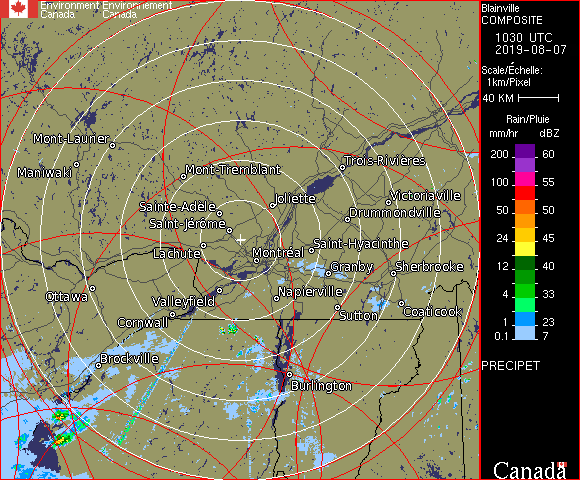 Environment Environnement
Canada Canada
Blainville
COMPOSITE
1030 UTC
2019-08-07
Scale/Échelle:
1km/Pixel
40 KM
Rain/Pluie
mm/hr dBZ
200 60
100 55
50 50
24 45
12 40
4 33
1 23
0.1 7
PRECIPET
Canada
Mont-Laurier
Maniwaki
Mont-Tremblant
Trois-Rivières
Joliette
Victoriaville
Sainte-Adèle
Drummondville
Saint-Jérôme
Saint-Hyacinthe
Lachute
Montréal
Granby
Sherbrooke
Ottawa
Valleyfield
Napierville
Coaticook
Cornwall
Sutton
Brockville
Burlington